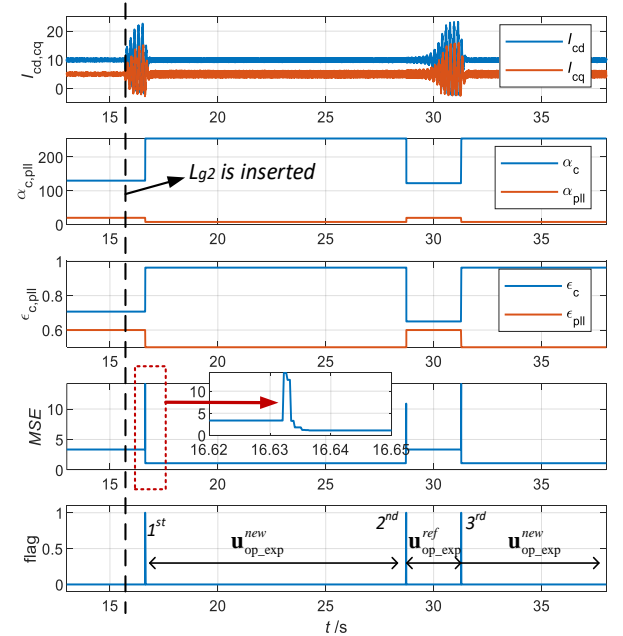 20
10
0
I_cd,cq
I_cd
I_cq
15 20 25 30 35
200
100
0
α_c,pll
L_g2 is inserted
α_c
α_pll
15 20 25 30 35
1
0.8
0.6
ϵ_c,pll
ϵ_c
ϵ_pll
15 20 25 30 35
10
5
0
MSE
10
5
0
16.62 16.63 16.64 16.65
15 20 25 30 35
1
0.5
0
flag
1^st
2^nd
3^rd
u^new_op_exp
u^ref_op_exp
u^new_op_exp
15 20 25 30 35
t /s